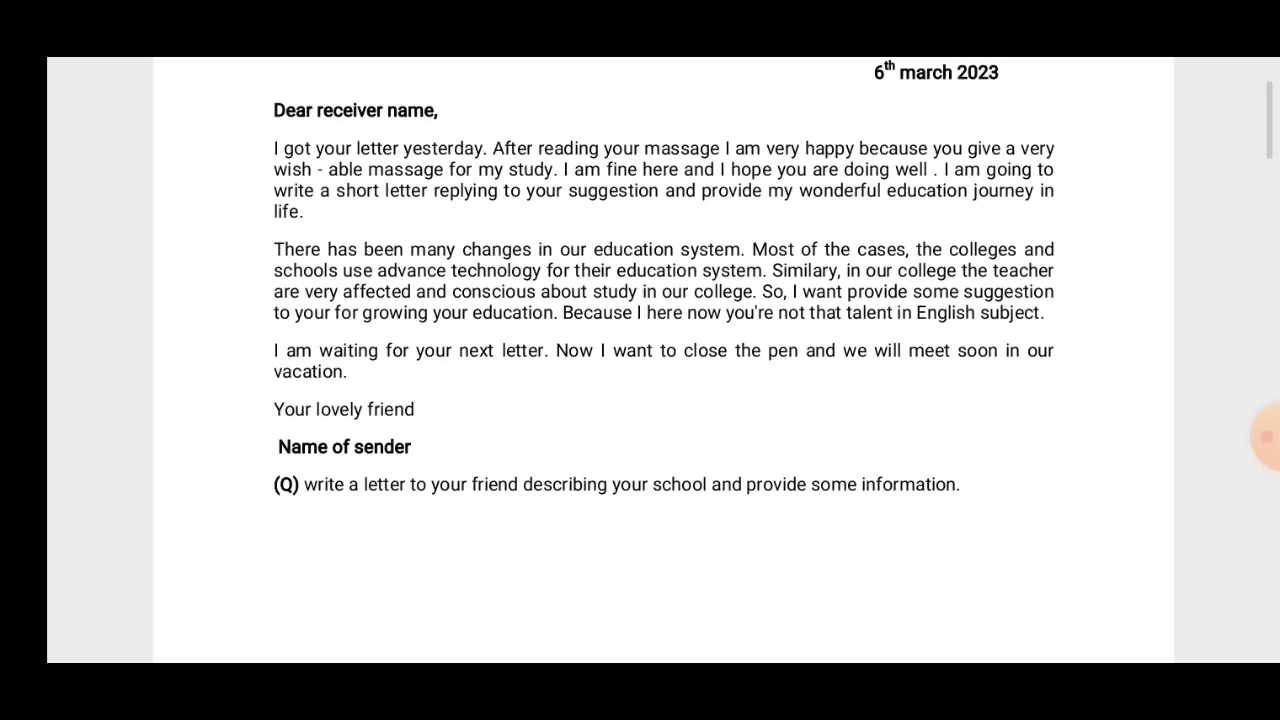 6th march 2023
Dear receiver name,
I got your letter yesterday. After reading your massage I am very happy because you give a very
wish - able massage for my study. I am fine here and I hope you are doing well . I am going to
write a short letter replying to your suggestion and provide my wonderful education journey in
life.
There has been many changes in our education system. Most of the cases, the colleges and
schools use advance technology for their education system. Similary, in our college the teacher
are very affected and conscious about study in our college. So, I want provide some suggestion
to your for growing your education. Because I here now you're not that talent in English subject.
I am waiting for your next letter. Now I want to close the pen and we will meet soon in our
vacation.
Your lovely friend
Name of sender
(Q) write a letter to your friend describing your school and provide some information.